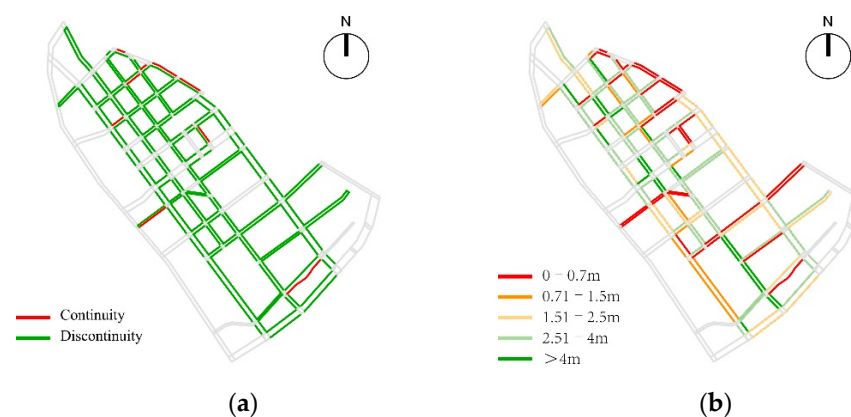 N
N
Continuity
Discontinuity
0－0.7m
0.71－1.5m
1.51－2.5m
2.51－4m
＞4m
(a)
(b)